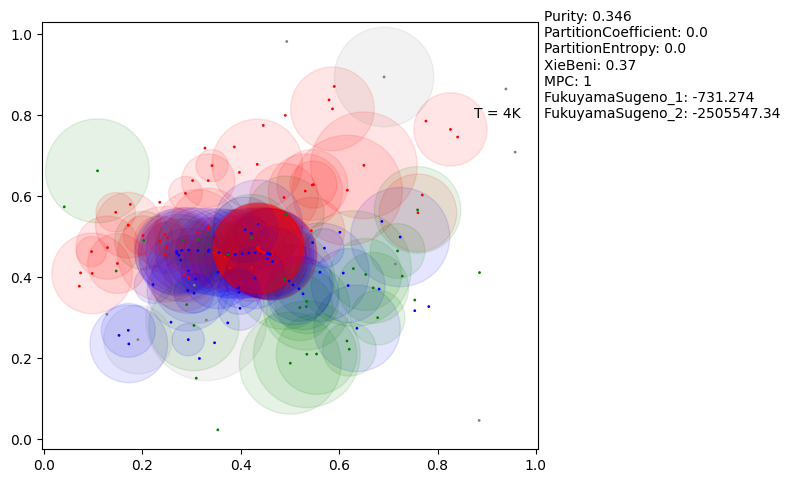 Purity: 0.346
PartitionCoefficient: 0.0
PartitionEntropy: 0.0
XieBeni: 0.37
MPC: 1
FukuyamaSugeno_1: -731.274
FukuyamaSugeno_2: -2505547.34
T = 4K
1.0
0.8
0.6
0.4
0.2
0.0
0.0 0.2 0.4 0.6 0.8 1.0